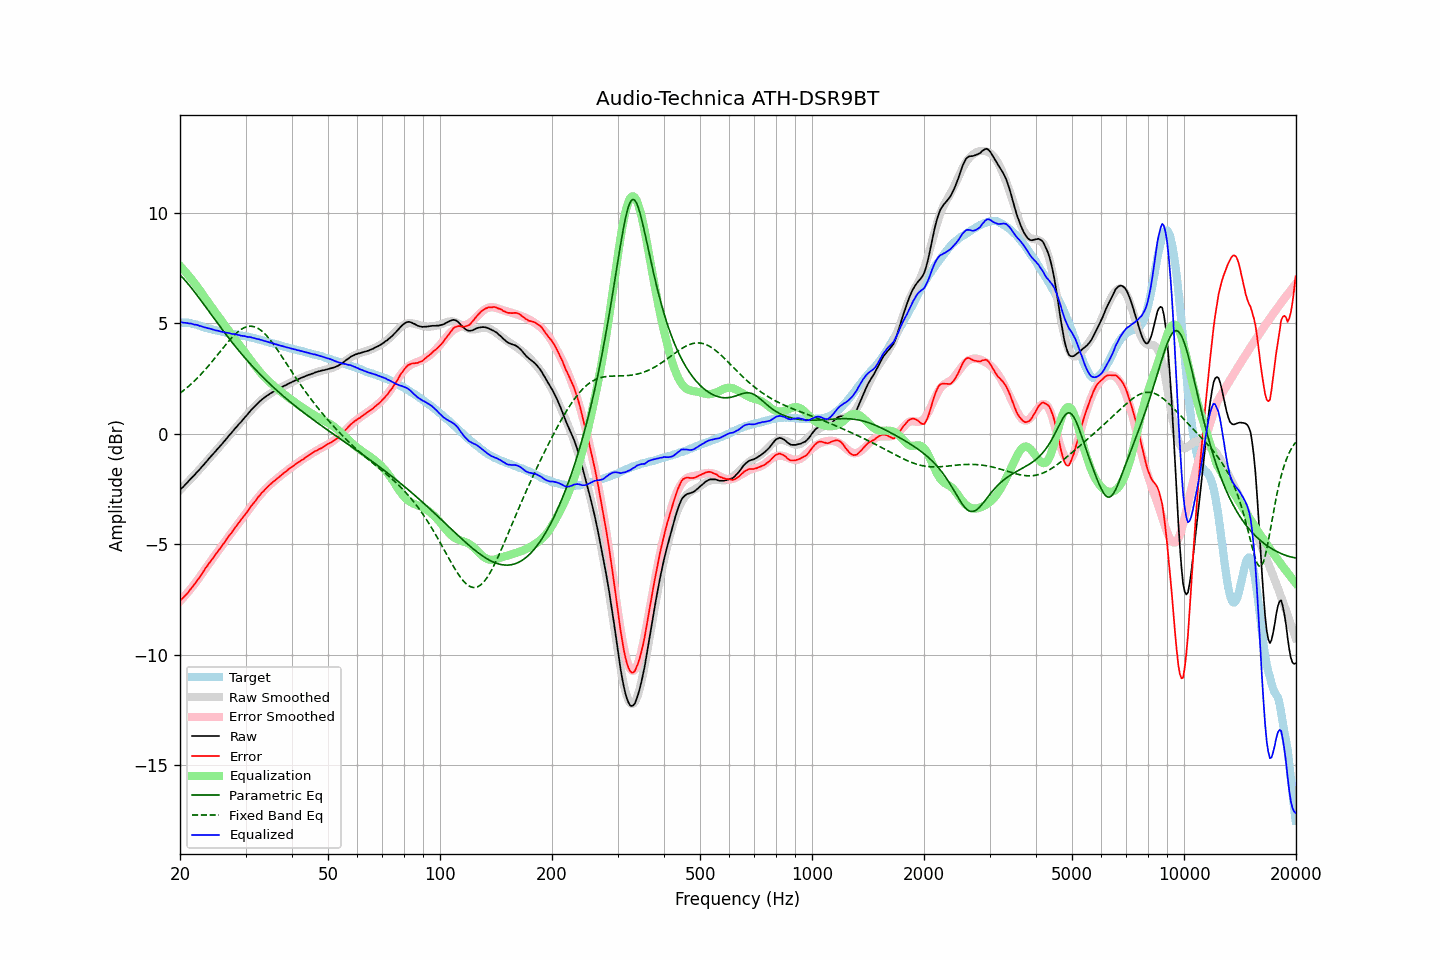 Audio-Technica ATH-DSR9BT
Amplitude (dBr)
10
5
0
−5
−10
−15
Target
Raw Smoothed
Error Smoothed
Raw
Error
Equalization
Parametric Eq
Fixed Band Eq
Equalized
20 50 100 200 500 1000 2000 5000 10000 20000
Frequency (Hz)